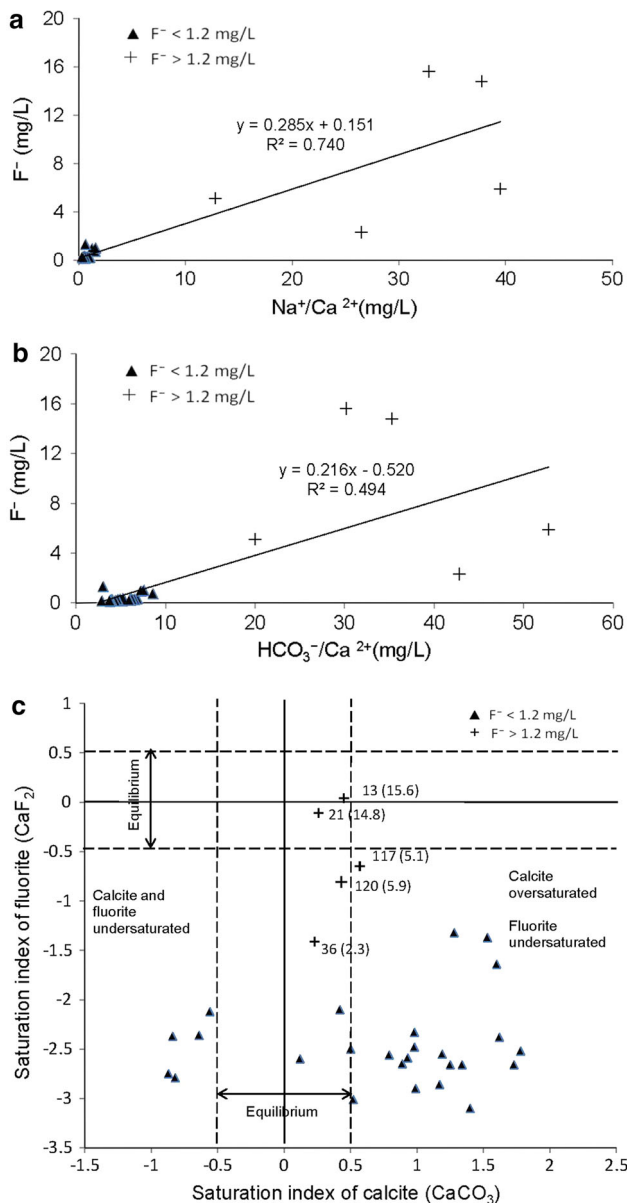 a
F⁻ < 1.2 mg/L
F⁻ > 1.2 mg/L
y = 0.285x + 0.151
R² = 0.740
F⁻ (mg/L)
20
16
12
8
4
0
0 10 20 30 40 50
Na⁺/Ca ²⁺(mg/L)
b
F⁻ < 1.2 mg/L
F⁻ > 1.2 mg/L
y = 0.216x - 0.520
R² = 0.494
F⁻ (mg/L)
20
16
12
8
4
0
0 10 20 30 40 50 60
HCO₃⁻/Ca ²⁺(mg/L)
c
F⁻ < 1.2 mg/L
F⁻ > 1.2 mg/L
Saturation index of fluorite (CaF₂)
1
0.5
0
-0.5
-1
-1.5
-2
-2.5
-3
-3.5
Equilibrium
13 (15.6)
21 (14.8)
117 (5.1)
120 (5.9)
36 (2.3)
Calcite and
fluorite
undersaturated
Calcite
oversaturated
Fluorite
undersaturated
Equilibrium
-1.5 -1 -0.5 0 0.5 1 1.5 2 2.5
Saturation index of calcite (CaCO₃)